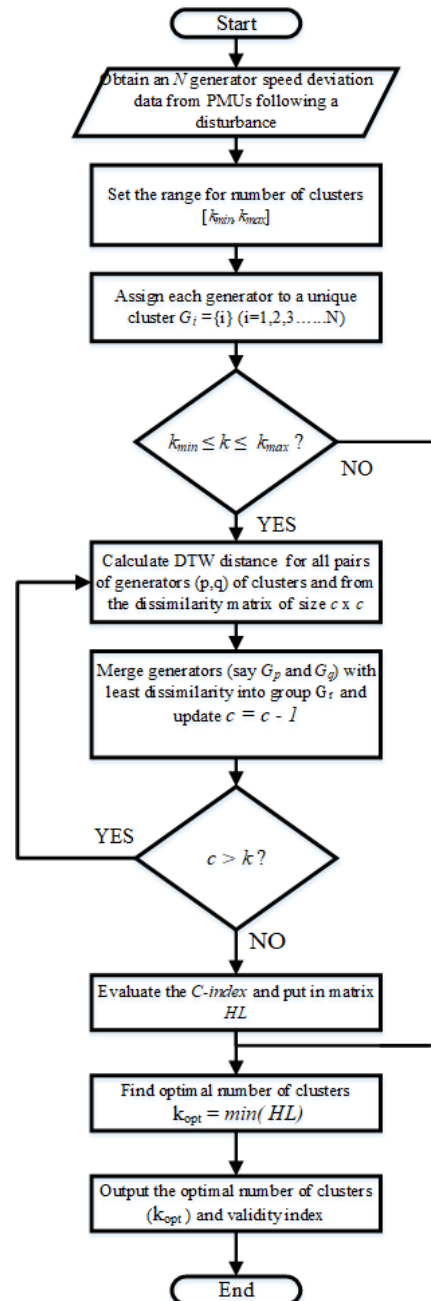 Start
Obtain an N generator speed deviation
data from PMUs following a
disturbance
Set the range for number of clusters
[kmin, kmax]
Assign each generator to a unique
cluster Gi ={i} (i=1,2,3......N)
kmin ≤ k ≤ kmax ?
NO
YES
Calculate DTW distance for all pairs
of generators (p,q) of clusters and from
the dissimilarity matrix of size c x c
Merge generators (say Gp and Gq) with
least dissimilarity into group Gr and
update c = c - 1
YES
c > k ?
NO
Evaluate the C-index and put in matrix
HL
Find optimal number of clusters
kopt = min( HL)
Output the optimal number of clusters
(kopt) and validity index
End